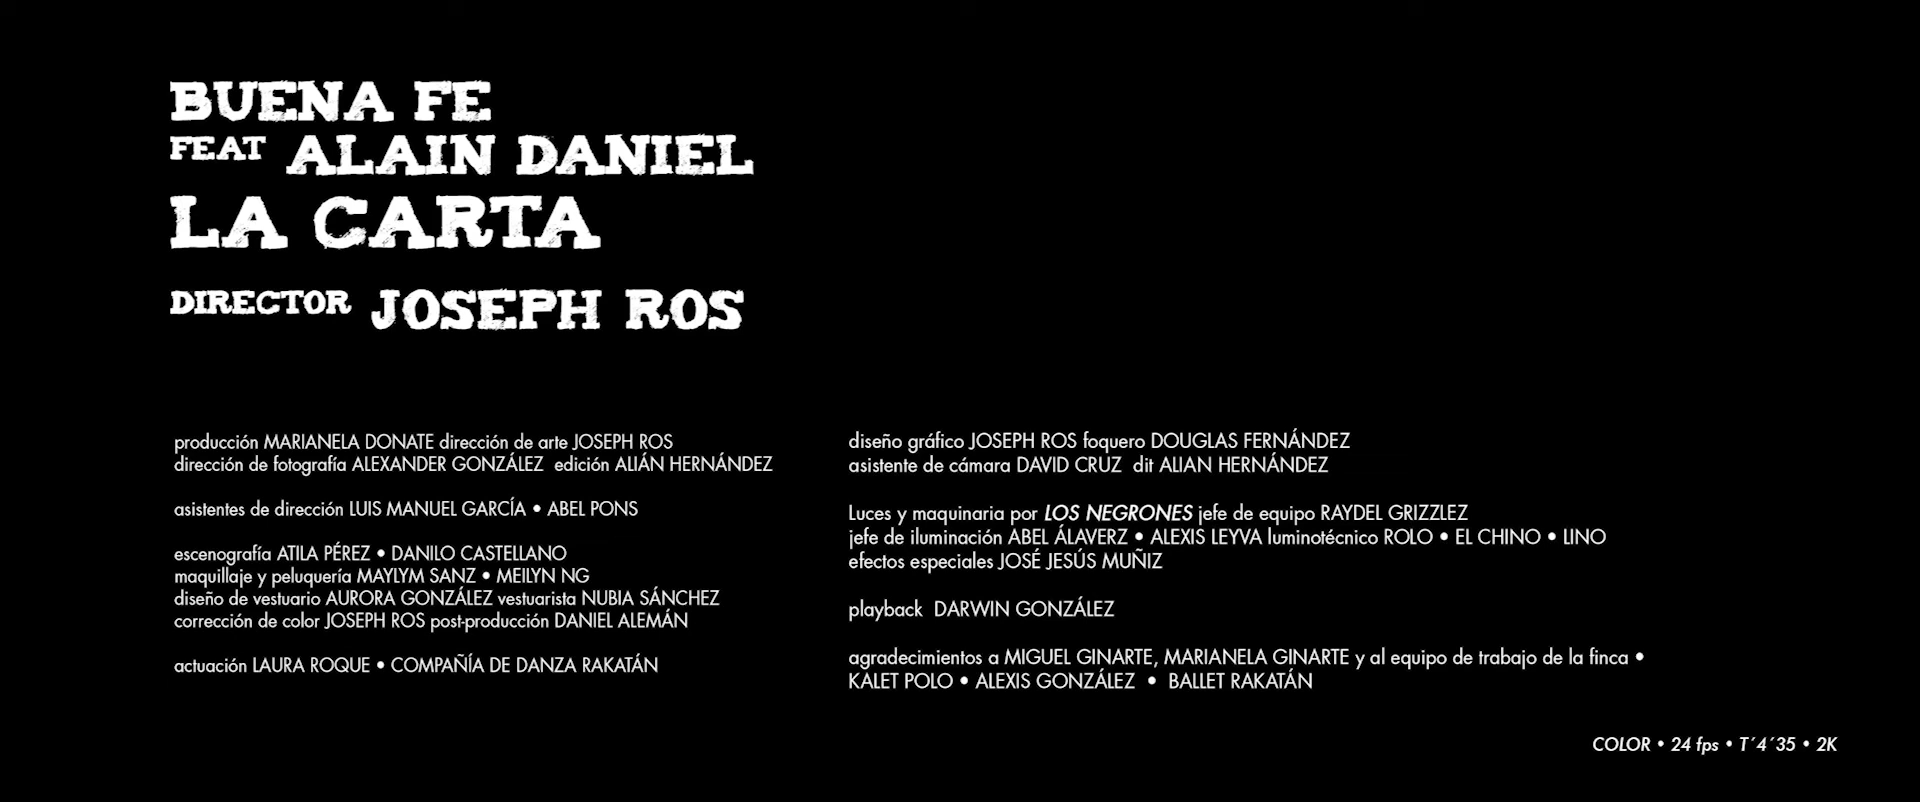 BUENA FE
FEAT ALAIN DANIEL
LA CARTA
DIRECTOR JOSEPH ROS
producción MARIANELA DONATE dirección de arte JOSEPH ROS
dirección de fotografía ALEXANDER GONZÁLEZ edición ALIÁN HERNÁNDEZ
asistentes de dirección LUIS MANUEL GARCÍA • ABEL PONS
escenografía ATILA PÉREZ • DANILO CASTELLANO
maquillaje y peluquería MAYLYM SANZ • MEILYN NG
diseño de vestuario AURORA GONZÁLEZ vestuarista NUBIA SÁNCHEZ
corrección de color JOSEPH ROS post-producción DANIEL ALEMÁN
actuación LAURA ROQUE • COMPAÑÍA DE DANZA RAKATÁN
diseño gráfico JOSEPH ROS foquero DOUGLAS FERNÁNDEZ
asistente de cámara DAVID CRUZ dit ALIAN HERNÁNDEZ
Luces y maquinaria por LOS NEGRONES jefe de equipo RAYDEL GRIZZLEZ
jefe de iluminación ABEL ÁLAVERZ • ALEXIS LEYVA luminotécnico ROLO • EL CHINO • LINO
efectos especiales JOSÉ JESÚS MUÑIZ
playback DARWIN GONZÁLEZ
agradecimientos a MIGUEL GINARTE, MARIANELA GINARTE y al equipo de trabajo de la finca •
KALET POLO • ALEXIS GONZÁLEZ • BALLET RAKATÁN
COLOR • 24 fps • T´4´35 • 2K